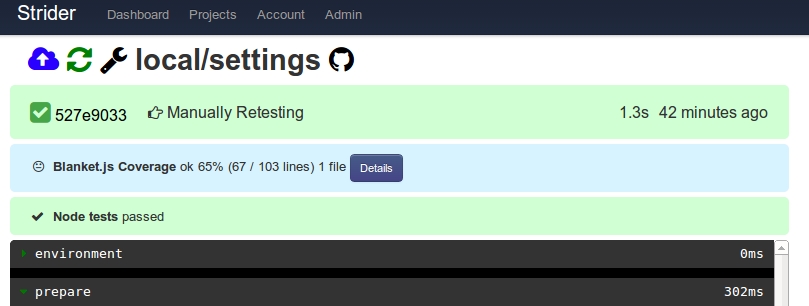 Strider Dashboard Projects Account Admin
local/settings
527e9033 Manually Retesting 1.3s 42 minutes ago
Blanket.js Coverage ok 65% (67 / 103 lines) 1 file Details
Node tests passed
environment 0ms
prepare 302ms